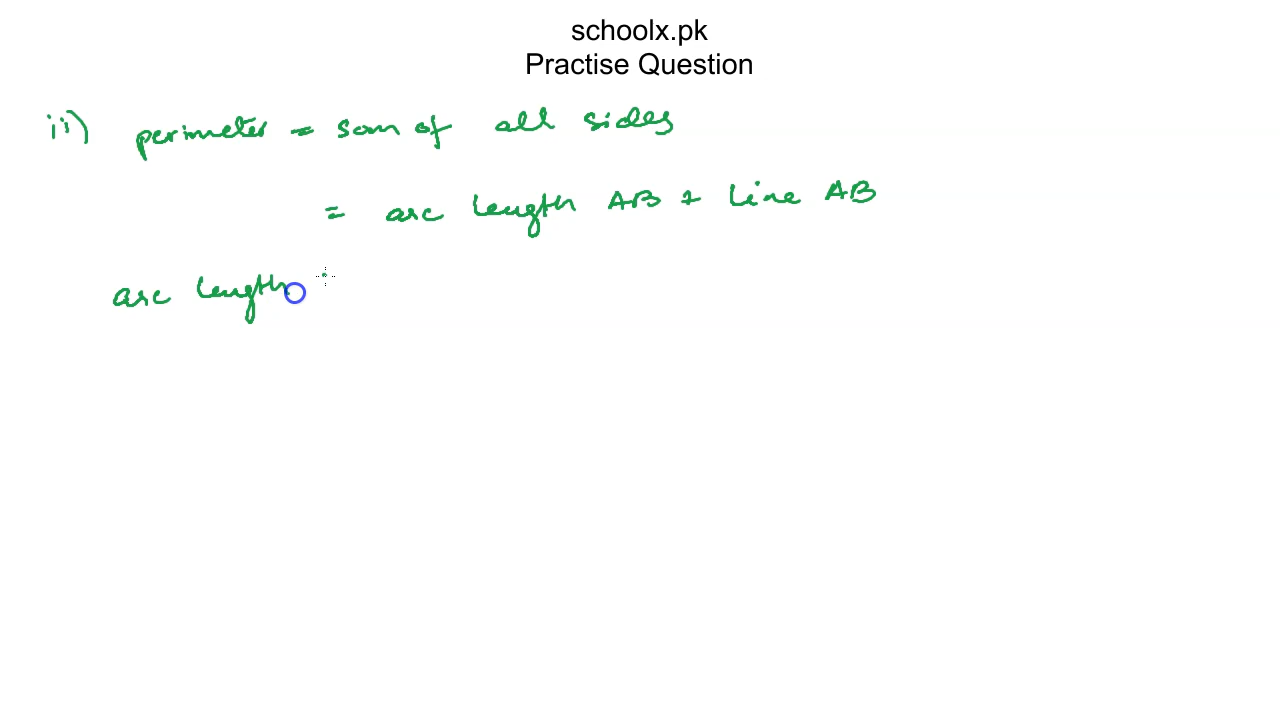 schoolx.pk
Practise Question
ii) perimeter = sum of all sides
= arc length AB + line AB
arc length